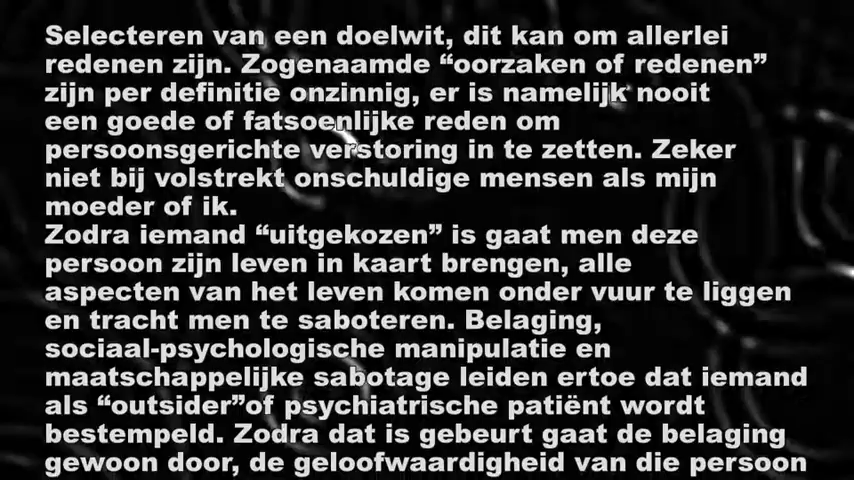 Selecteren van een doelwit, dit kan om allerlei
redenen zijn. Zogenaamde “oorzaken of redenen”
zijn per definitie onzinnig, er is namelijk nooit
een goede of fatsoenlijke reden om
persoonsgerichte verstoring in te zetten. Zeker
niet bij volstrekt onschuldige mensen als mijn
moeder of ik.
Zodra iemand “uitgekozen” is gaat men deze
persoon zijn leven in kaart brengen, alle
aspecten van het leven komen onder vuur te liggen
en tracht men te saboteren. Belaging,
sociaal-psychologische manipulatie en
maatschappelijke sabotage leiden ertoe dat iemand
als “outsider”of psychiatrische patiënt wordt
bestempeld. Zodra dat is gebeurt gaat de belaging
gewoon door, de geloofwaardigheid van die persoon